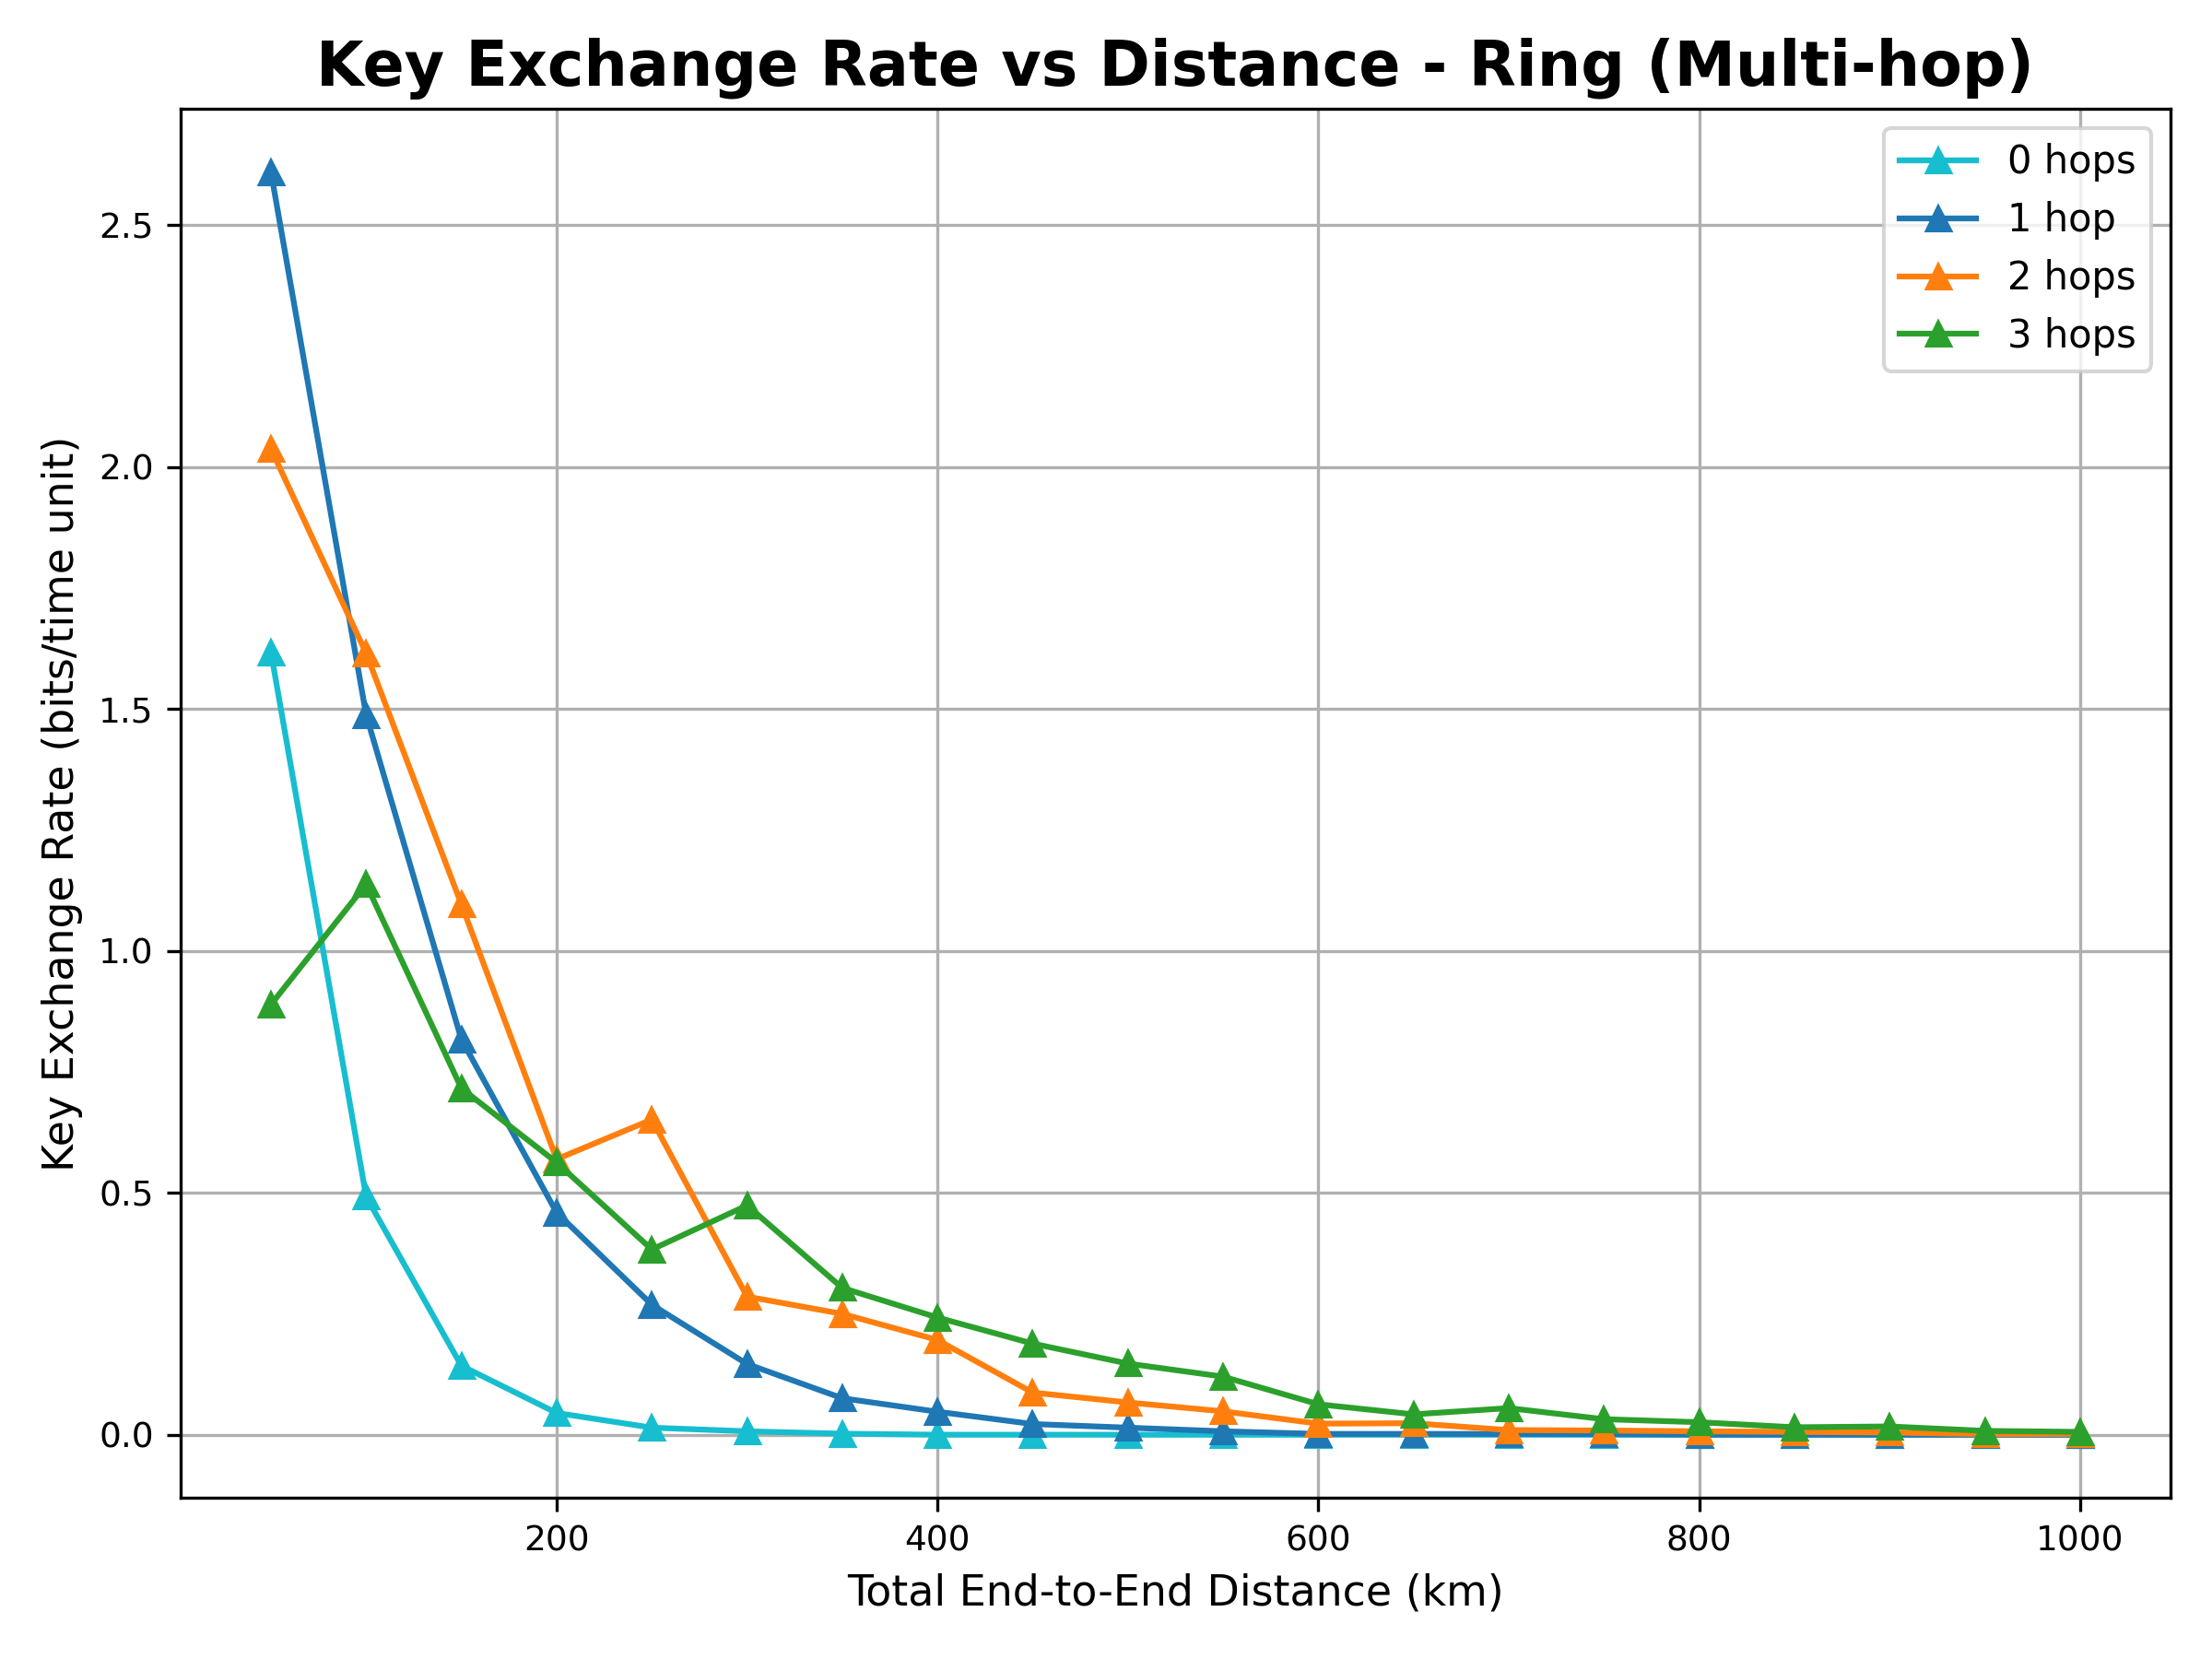 Key Exchange Rate vs Distance - Ring (Multi-hop)
0 hops
1 hop
2 hops
3 hops
Key Exchange Rate (bits/time unit)
2.5
2.0
1.5
1.0
0.5
0.0
200
400
600
800
1000
Total End-to-End Distance (km)